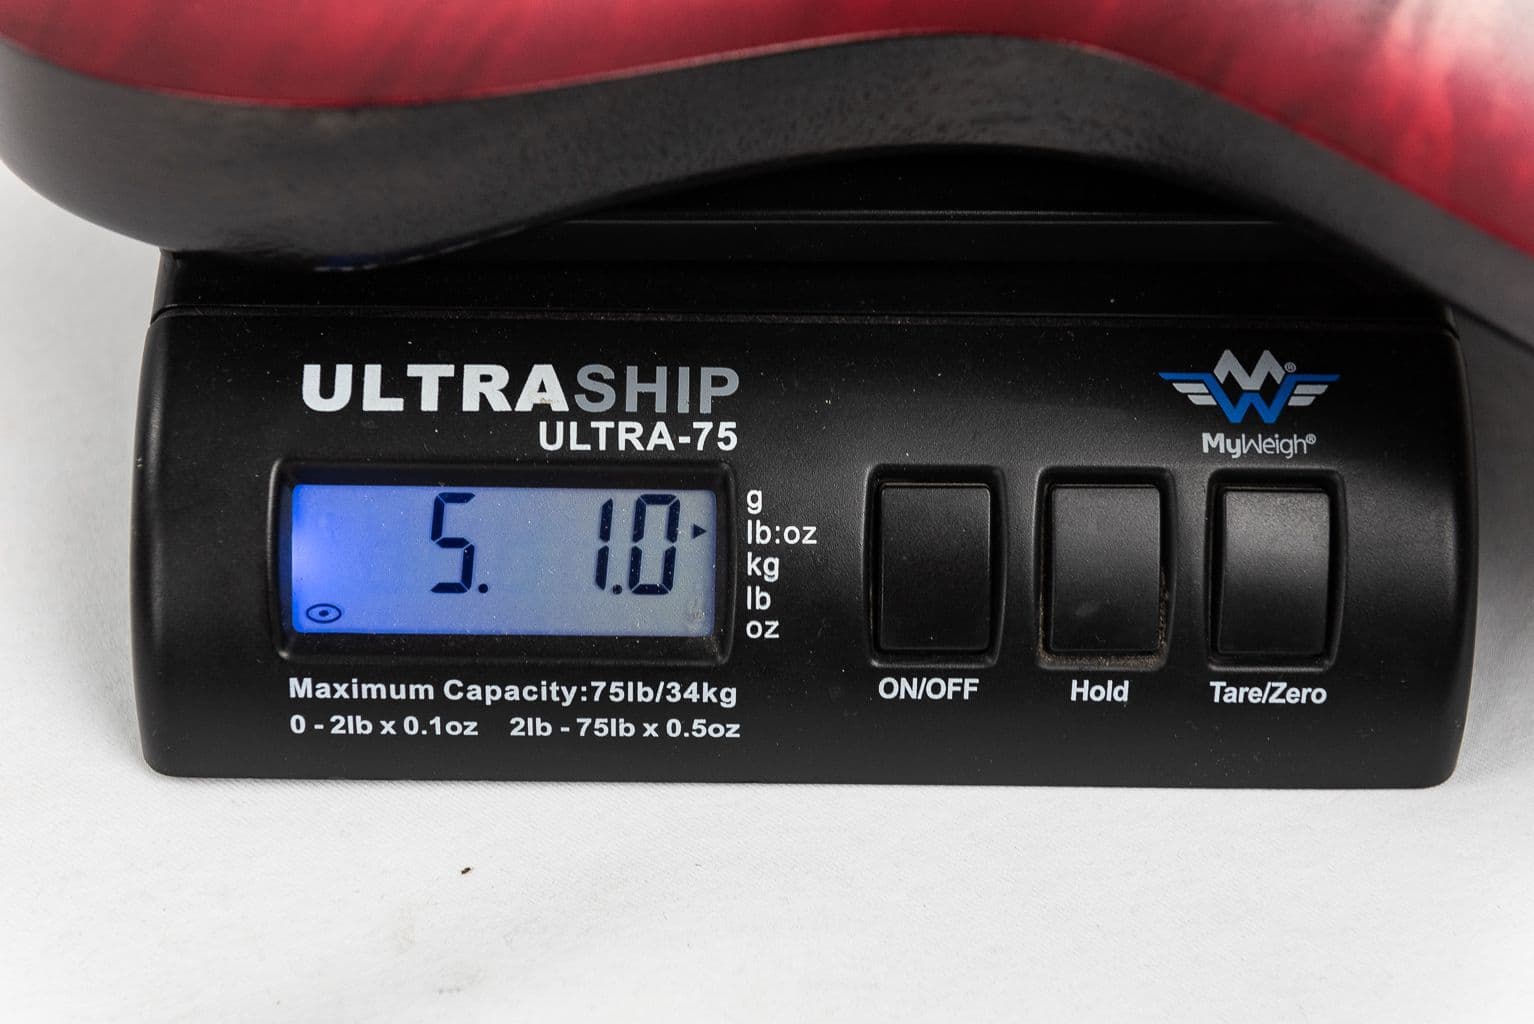 ULTRASHIP
ULTRA-75
MyWeigh®
5. 1.0
g
lb:oz
kg
lb
oz
Maximum Capacity:75lb/34kg
0 - 2lb x 0.1oz 2lb - 75lb x 0.5oz
ON/OFF
Hold
Tare/Zero